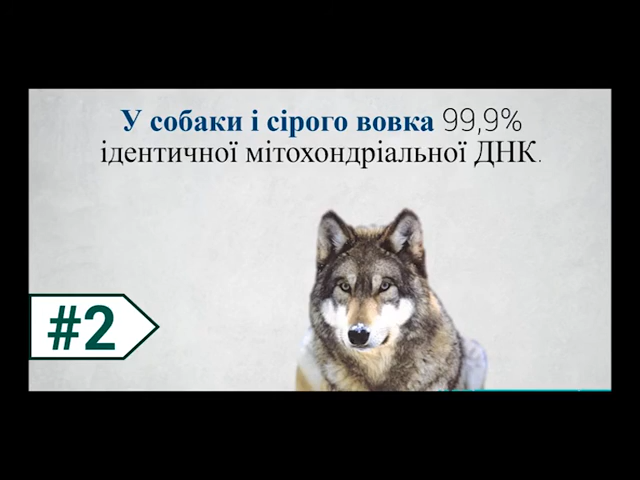 У собаки і сірого вовка 99,9%
ідентичної мітохондріальної ДНК.
#2